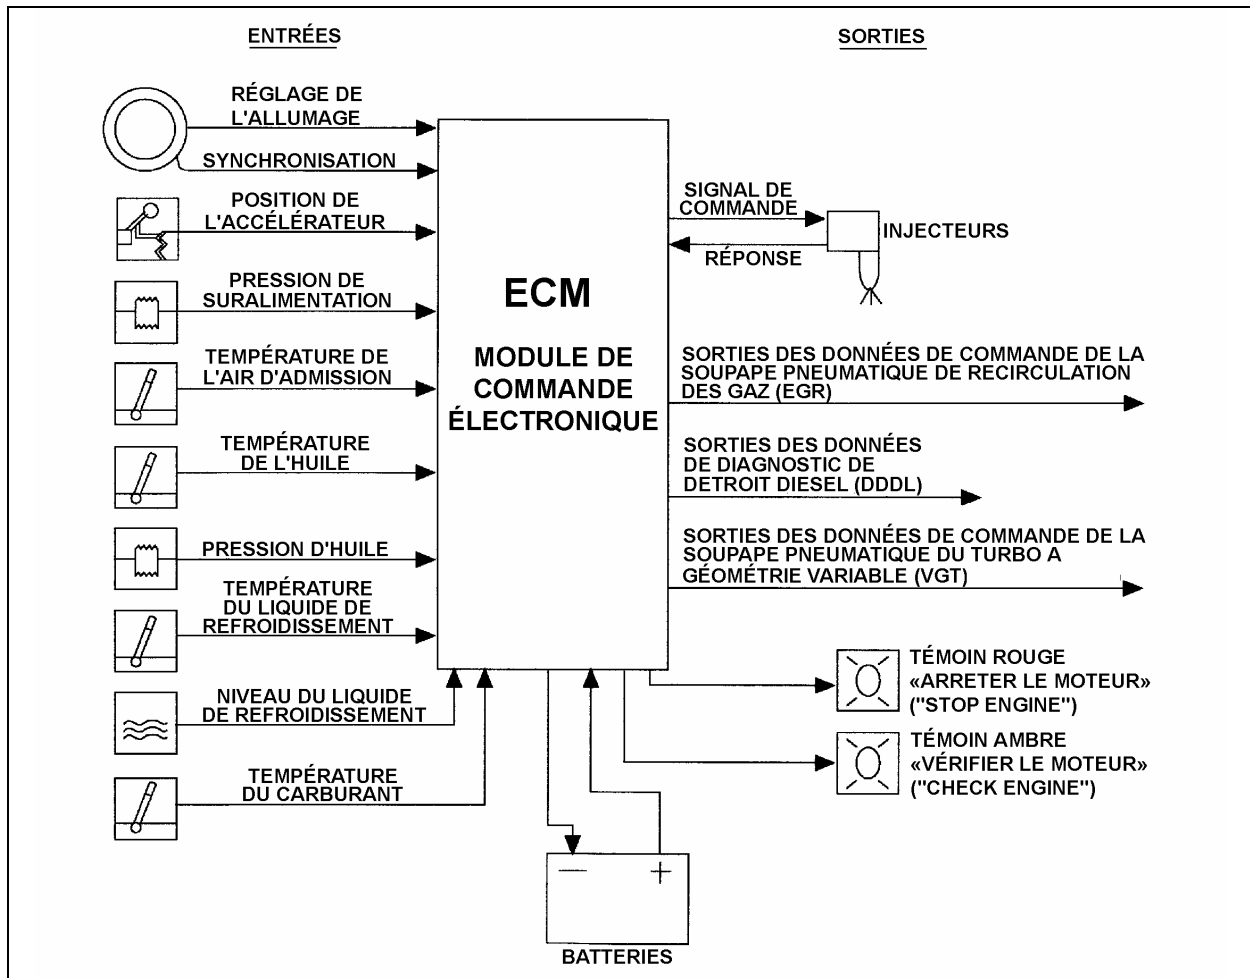 ENTRÉES
SORTIES
RÉGLAGE DE
L'ALLUMAGE
SYNCHRONISATION
POSITION DE
L'ACCÉLÉRATEUR
PRESSION DE
SURALIMENTATION
TEMPÉRATURE DE
L'AIR D'ADMISSION
TEMPÉRATURE
DE L'HUILE
PRESSION D'HUILE
TEMPÉRATURE
DU LIQUIDE DE
REFROIDISSEMENT
NIVEAU DU LIQUIDE
DE REFROIDISSEMENT
TEMPÉRATURE
DU CARBURANT
ECM
MODULE DE
COMMANDE
ÉLECTRONIQUE
SIGNAL DE
COMMANDE
INJECTEURS
RÉPONSE
SORTIES DES DONNÉES DE COMMANDE DE LA
SOUPAPE PNEUMATIQUE DE RECIRCULATION
DES GAZ (EGR)
SORTIES DES DONNÉES
DE DIAGNOSTIC DE
DETROIT DIESEL (DDDL)
SORTIES DES DONNÉES DE COMMANDE DE LA
SOUPAPE PNEUMATIQUE DU TURBO A
GÉOMÉTRIE VARIABLE (VGT)
TÉMOIN ROUGE
«ARRETER LE MOTEUR»
("STOP ENGINE")
TÉMOIN AMBRE
«VÉRIFIER LE MOTEUR»
("CHECK ENGINE")
— +
BATTERIES